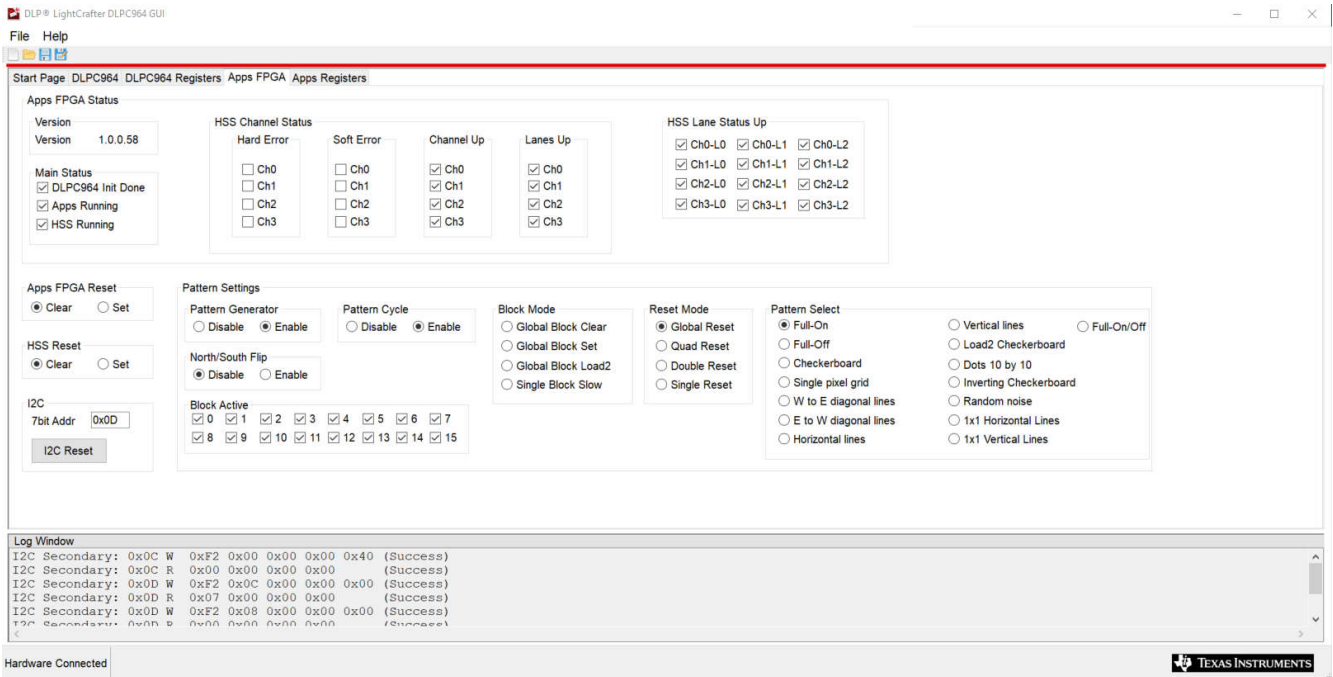 DLP® LightCrafter DLPC964 GUI
File Help
Start Page DLPC964 DLPC964 Registers Apps FPGA Apps Registers
Apps FPGA Status
Version
Version 1.0.0.58
Main Status
DLPC964 Init Done
Apps Running
HSS Running
HSS Channel Status
Hard Error
Ch0
Ch1
Ch2
Ch3
Soft Error
Ch0
Ch1
Ch2
Ch3
Channel Up
Ch0
Ch1
Ch2
Ch3
Lanes Up
Ch0
Ch1
Ch2
Ch3
HSS Lane Status Up
Ch0-L0 Ch0-L1 Ch0-L2
Ch1-L0 Ch1-L1 Ch1-L2
Ch2-L0 Ch2-L1 Ch2-L2
Ch3-L0 Ch3-L1 Ch3-L2
Apps FPGA Reset
Clear Set
HSS Reset
Clear Set
I2C
7bit Addr 0x0D
I2C Reset
Pattern Settings
Pattern Generator
Disable Enable
Pattern Cycle
Disable Enable
North/South Flip
Disable Enable
Block Active
0 1 2 3 4 5 6 7
8 9 10 11 12 13 14 15
Block Mode
Global Block Clear
Global Block Set
Global Block Load2
Single Block Slow
Reset Mode
Global Reset
Quad Reset
Double Reset
Single Reset
Pattern Select
Full-On
Full-Off
Checkerboard
Single pixel grid
W to E diagonal lines
E to W diagonal lines
Horizontal lines
Vertical lines
Load2 Checkerboard
Dots 10 by 10
Inverting Checkerboard
Random noise
1x1 Horizontal Lines
1x1 Vertical Lines
Full-On/Off
Log Window
I2C Secondary: 0x0C W 0xF2 0x00 0x00 0x00 0x40 (Success)
I2C Secondary: 0x0C R 0x00 0x00 0x00 0x00 (Success)
I2C Secondary: 0x0D W 0xF2 0x0C 0x00 0x00 0x00 (Success)
I2C Secondary: 0x0D R 0x07 0x00 0x00 0x00 (Success)
I2C Secondary: 0x0D W 0xF2 0x08 0x00 0x00 0x00 (Success)
I2C Secondary: 0x0D R 0x00 0x00 0x00 0x00 (Success)
Hardware Connected
TEXAS INSTRUMENTS